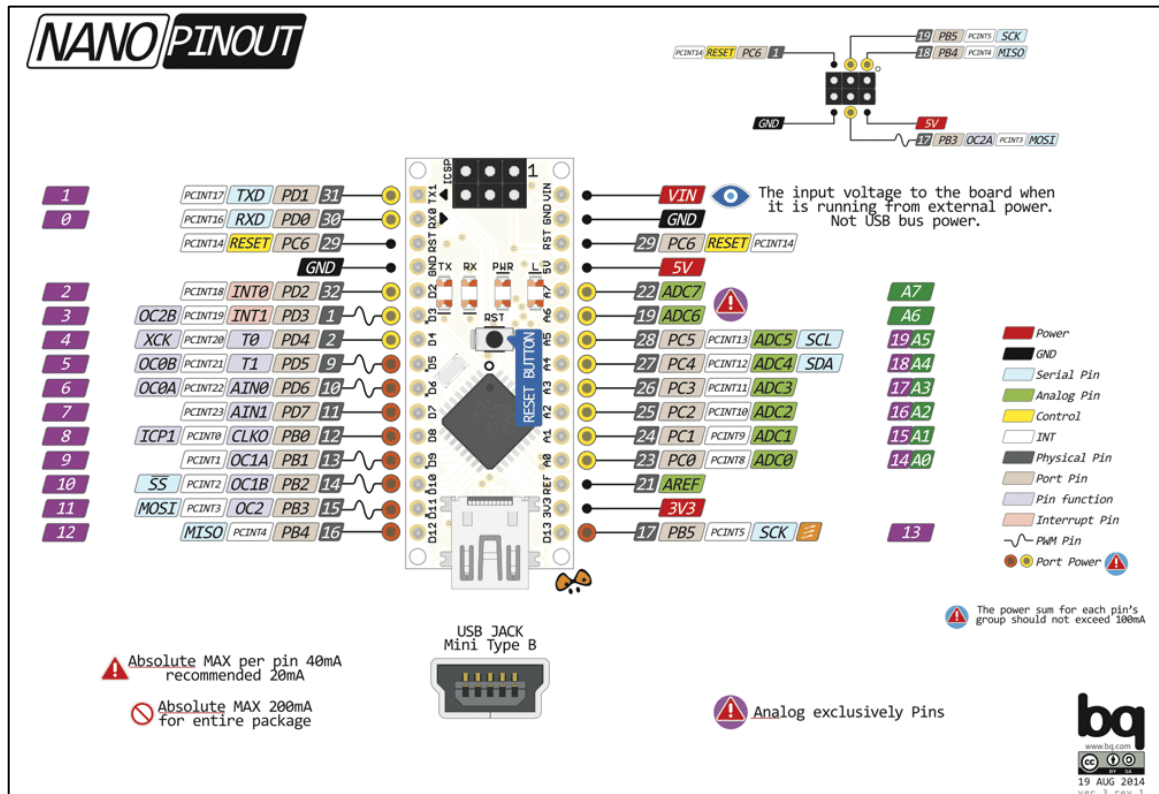 NANO PINOUT
19 PB5 PCINT5 SCK
PCINT14 RESET PC6 1
18 PB4 PCINT4 MISO
GND
5V
17 PB3 OC2A PCINT3 MOSI
ICSP
1
1 PCINT17 TXD PD1 31 TX1
VIN VIN
The input voltage to the board when
it is running from external power.
Not USB bus power.
0 PCINT16 RXD PD0 30 RX0
GND GND
PCINT14 RESET PC6 29 RST
RST 29 PC6 RESET PCINT14
GND GND
TX RX PWR L
5V 5V
2 PCINT18 INT0 PD2 32 D2
A7 22 ADC7 A7
3 OC2B PCINT19 INT1 PD3 1 D3
RST
A6 19 ADC6 A6
4 XCK PCINT20 T0 PD4 2 D4
A5 28 PC5 PCINT13 ADC5 SCL 19 A5
5 OC0B PCINT21 T1 PD5 9 D5
A4 27 PC4 PCINT12 ADC4 SDA 18 A4
6 OC0A PCINT22 AIN0 PD6 10 D6
A3 26 PC3 PCINT11 ADC3 17 A3
7 PCINT23 AIN1 PD7 11 D7
A2 25 PC2 PCINT10 ADC2 16 A2
8 ICP1 PCINT0 CLKO PB0 12 D8
A1 24 PC1 PCINT9 ADC1 15 A1
9 PCINT1 OC1A PB1 13 D9
A0 23 PC0 PCINT8 ADC0 14 A0
10 SS PCINT2 OC1B PB2 14 D10
REF 21 AREF
11 MOSI PCINT3 OC2 PB3 15 D11
3V3 3V3
12 MISO PCINT4 PB4 16 D12
D13 17 PB5 PCINT5 SCK 13
RESET BUTTON
Power
GND
Serial Pin
Analog Pin
Control
INT
Physical Pin
Port Pin
Pin function
Interrupt Pin
PWM Pin
Port Power
The power sum for each pin's
group should not exceed 100mA
USB JACK
Mini Type B
Absolute MAX per pin 40mA
recommended 20mA
Absolute MAX 200mA
for entire package
Analog exclusively Pins
bq
www.bq.com
cc BY SA
19 AUG 2014
ver 3 rev 1